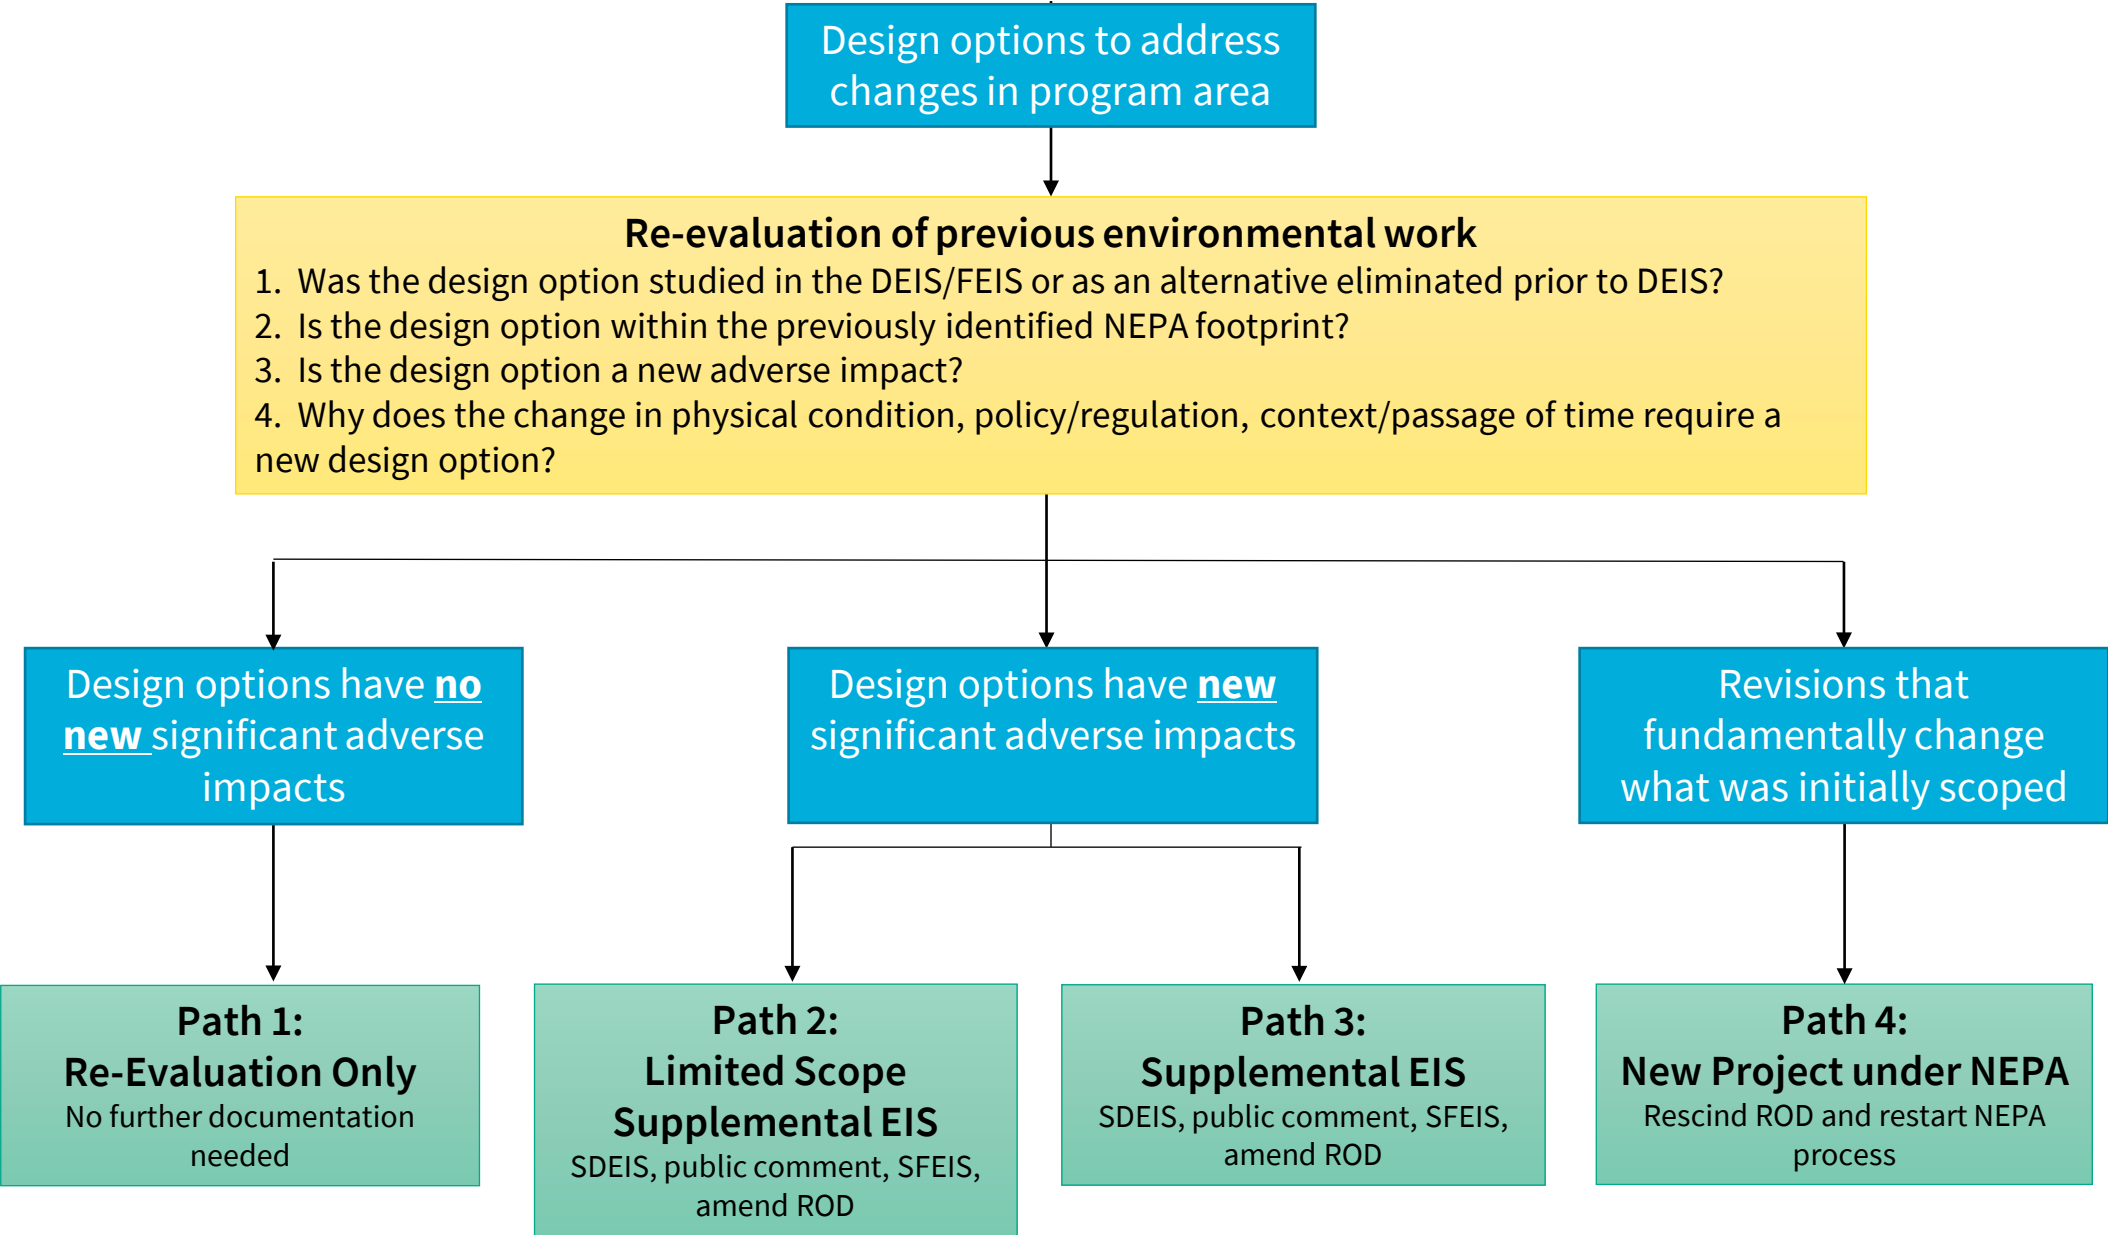 Design options to address
changes in program area
Re-evaluation of previous environmental work
1. Was the design option studied in the DEIS/FEIS or as an alternative eliminated prior to DEIS?
2. Is the design option within the previously identified NEPA footprint?
3. Is the design option a new adverse impact?
4. Why does the change in physical condition, policy/regulation, context/passage of time require a
new design option?
Design options have no
new significant adverse
impacts
Design options have new
significant adverse impacts
Revisions that
fundamentally change
what was initially scoped
Path 1:
Re-Evaluation Only
No further documentation
needed
Path 2:
Limited Scope
Supplemental EIS
SDEIS, public comment, SFEIS,
amend ROD
Path 3:
Supplemental EIS
SDEIS, public comment, SFEIS,
amend ROD
Path 4:
New Project under NEPA
Rescind ROD and restart NEPA
process